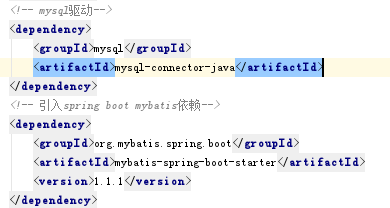 <!-- mysql驱动-->
<dependency>
<groupId>mysql</groupId>
<artifactId>mysql-connector-java</artifactId>
</dependency>
<!-- 引入spring boot mybatis依赖-->
<dependency>
<groupId>org.mybatis.spring.boot</groupId>
<artifactId>mybatis-spring-boot-starter</artifactId>
<version>1.1.1</version>
</dependency>